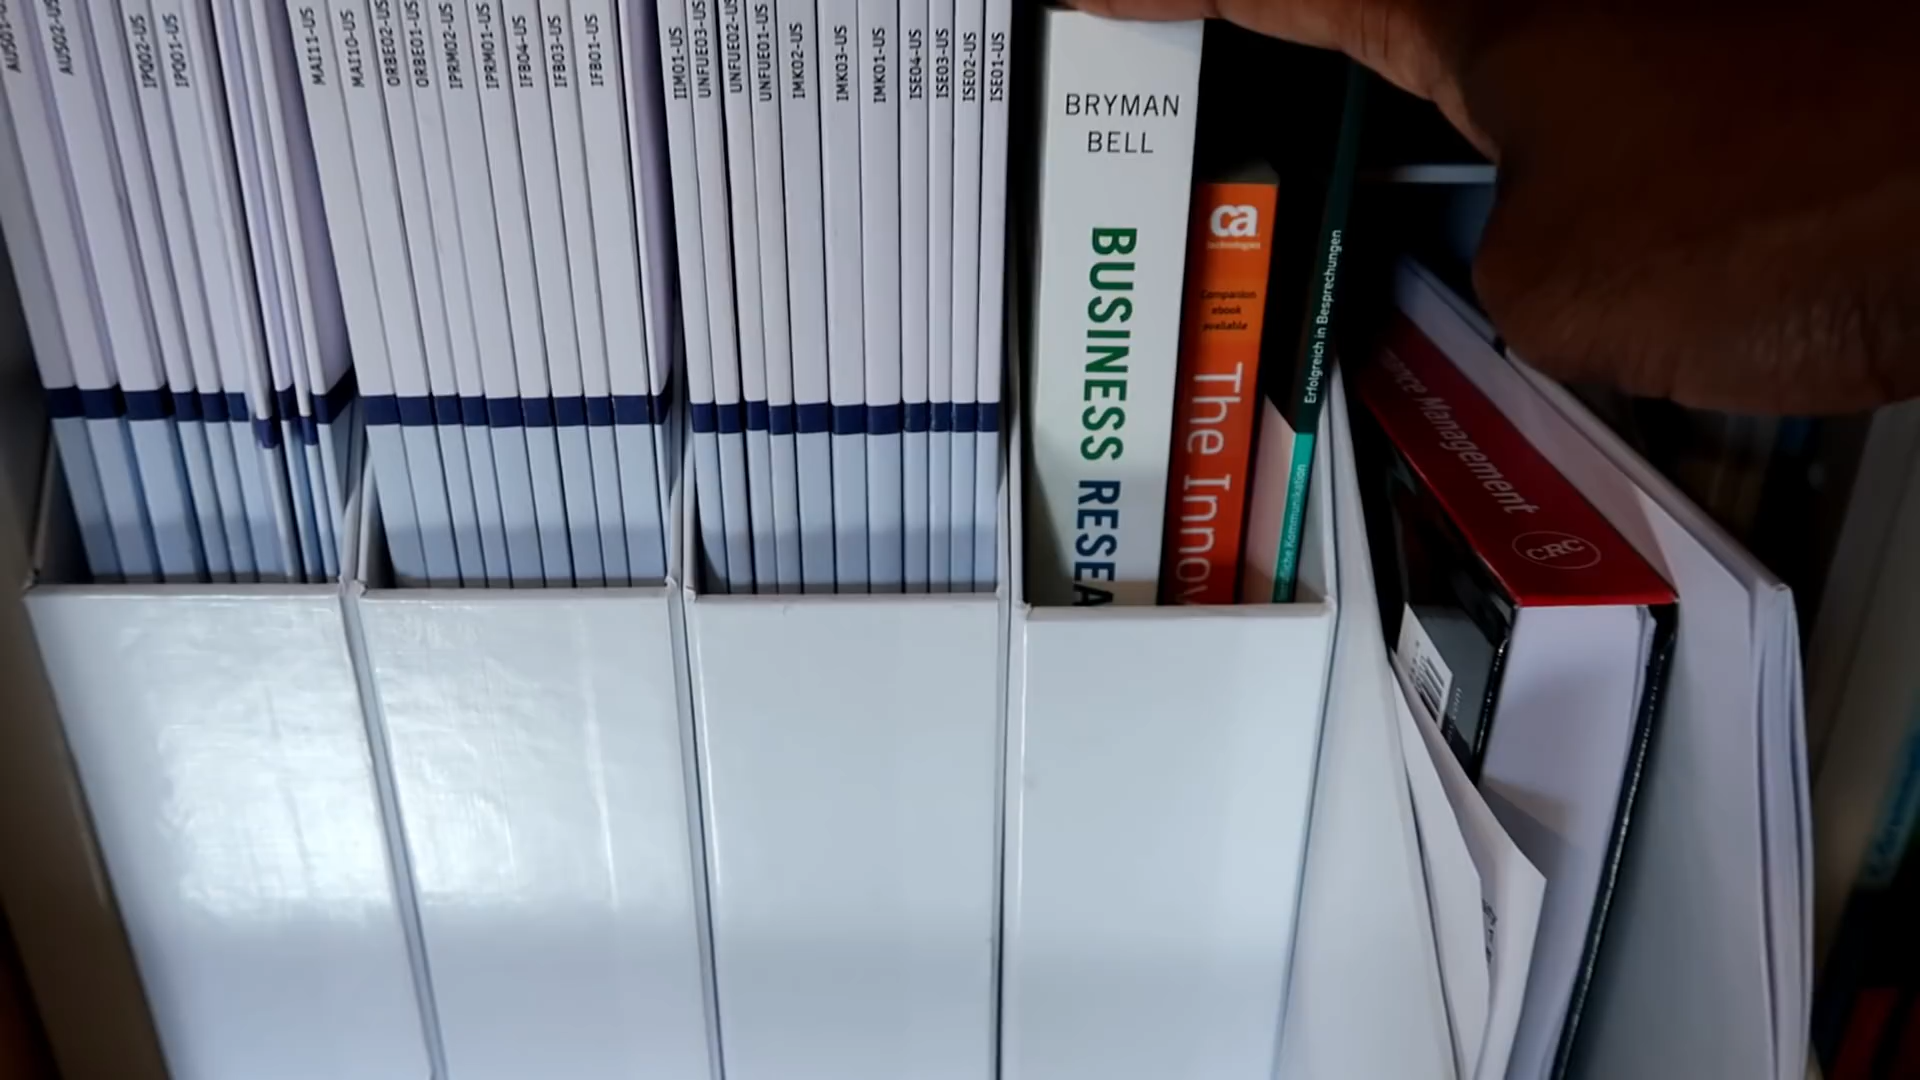 AUS02-US
IPQ02-US
IPQ01-US
MAI11-US
MAI10-US
ORBE02-US
ORBE01-US
IPRM02-US
IPRM01-US
IFB04-US
IFB03-US
IFB01-US
IIM01-US
UNFUE03-US
UNFUE02-US
UNFUE01-US
IMK02-US
IMK03-US
IMK01-US
ISE04-US
ISE03-US
ISE02-US
ISE01-US
BRYMAN
BELL
BUSINESS RESEA
ca
technologies
Companion
ebook
available
The Innov
Erfolgreich in Besprechungen
dliche Kommunikation
Management
CRC